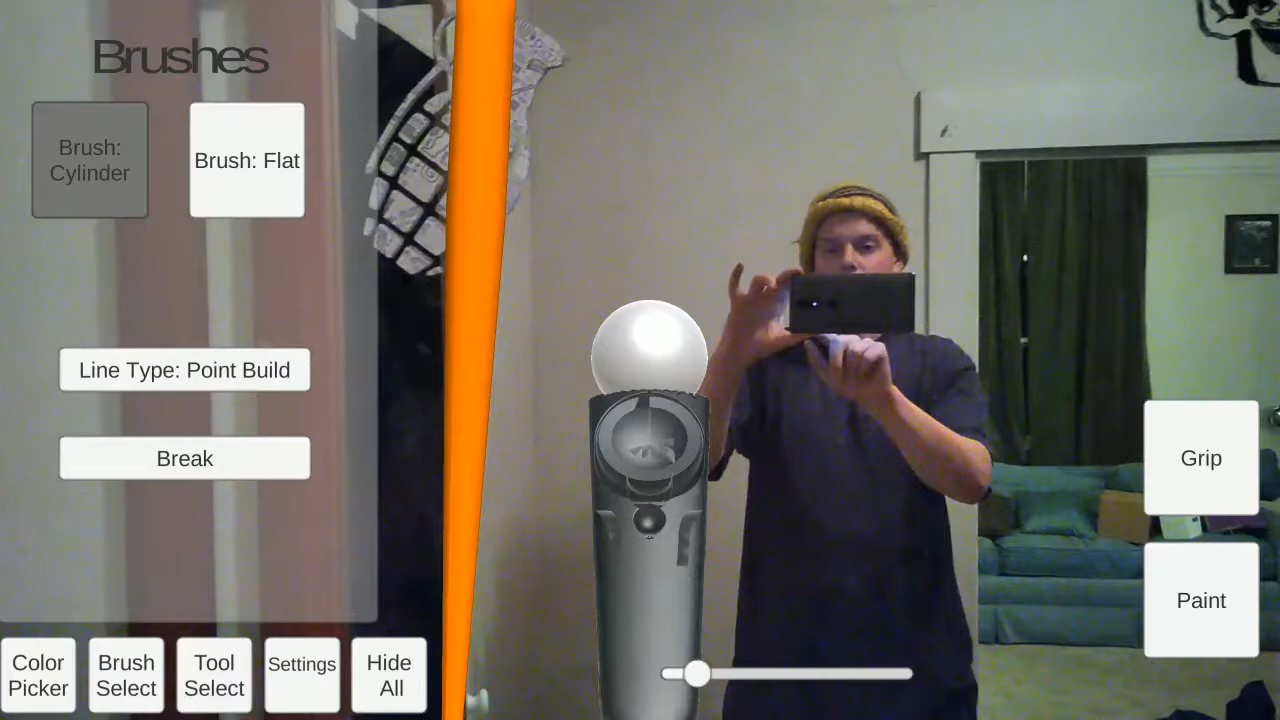 Brushes
Brush:
Cylinder
Brush: Flat
Line Type: Point Build
Break
Grip
Paint
Color
Picker
Brush
Select
Tool
Select
Settings
Hide
All